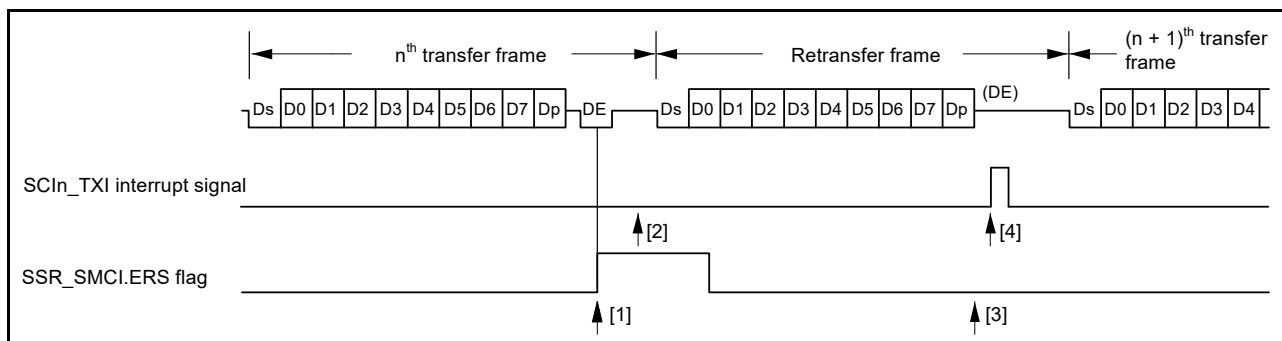 nth transfer frame
Retransfer frame
(n + 1)th transfer
frame
Ds D0 D1 D2 D3 D4 D5 D6 D7 Dp DE Ds D0 D1 D2 D3 D4 D5 D6 D7 Dp (DE) Ds D0 D1 D2 D3 D4
SCIn_TXI interrupt signal
[2] [4]
SSR_SMCI.ERS flag
[1] [3]